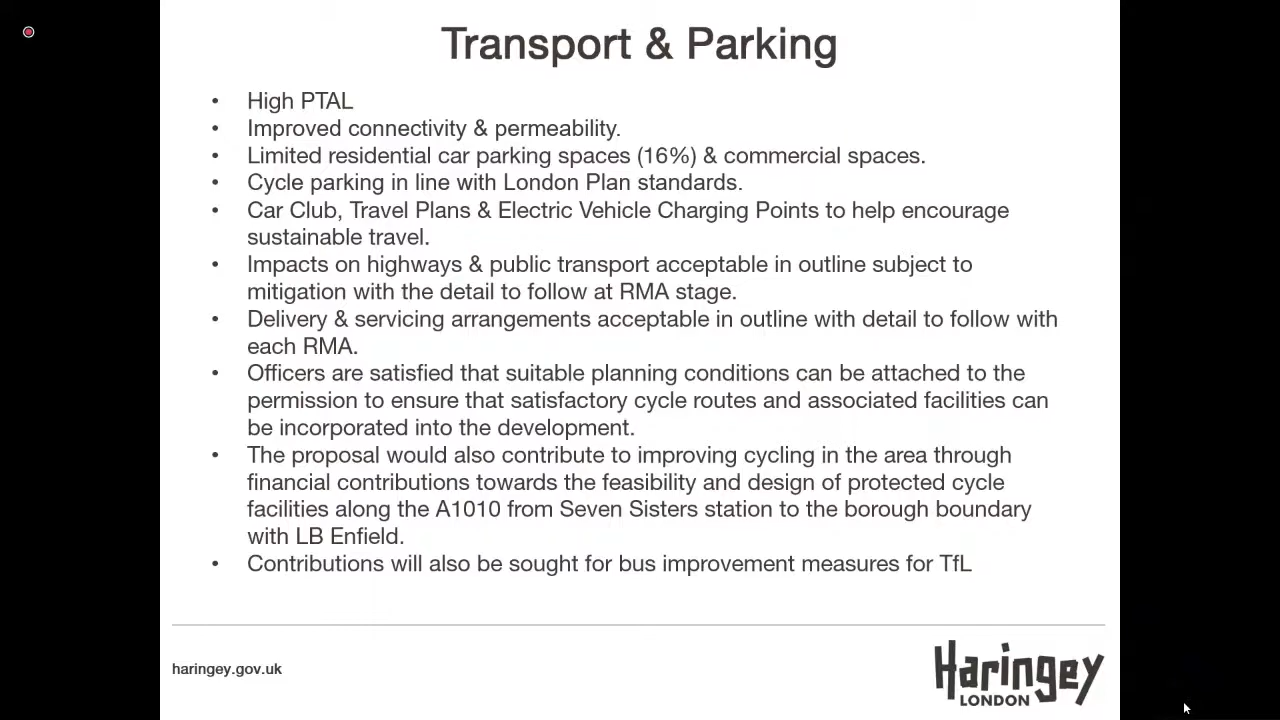 Transport & Parking
• High PTAL
• Improved connectivity & permeability.
• Limited residential car parking spaces (16%) & commercial spaces.
• Cycle parking in line with London Plan standards.
• Car Club, Travel Plans & Electric Vehicle Charging Points to help encourage
sustainable travel.
• Impacts on highways & public transport acceptable in outline subject to
mitigation with the detail to follow at RMA stage.
• Delivery & servicing arrangements acceptable in outline with detail to follow with
each RMA.
• Officers are satisfied that suitable planning conditions can be attached to the
permission to ensure that satisfactory cycle routes and associated facilities can
be incorporated into the development.
• The proposal would also contribute to improving cycling in the area through
financial contributions towards the feasibility and design of protected cycle
facilities along the A1010 from Seven Sisters station to the borough boundary
with LB Enfield.
• Contributions will also be sought for bus improvement measures for TfL
haringey.gov.uk
Haringey
LONDON